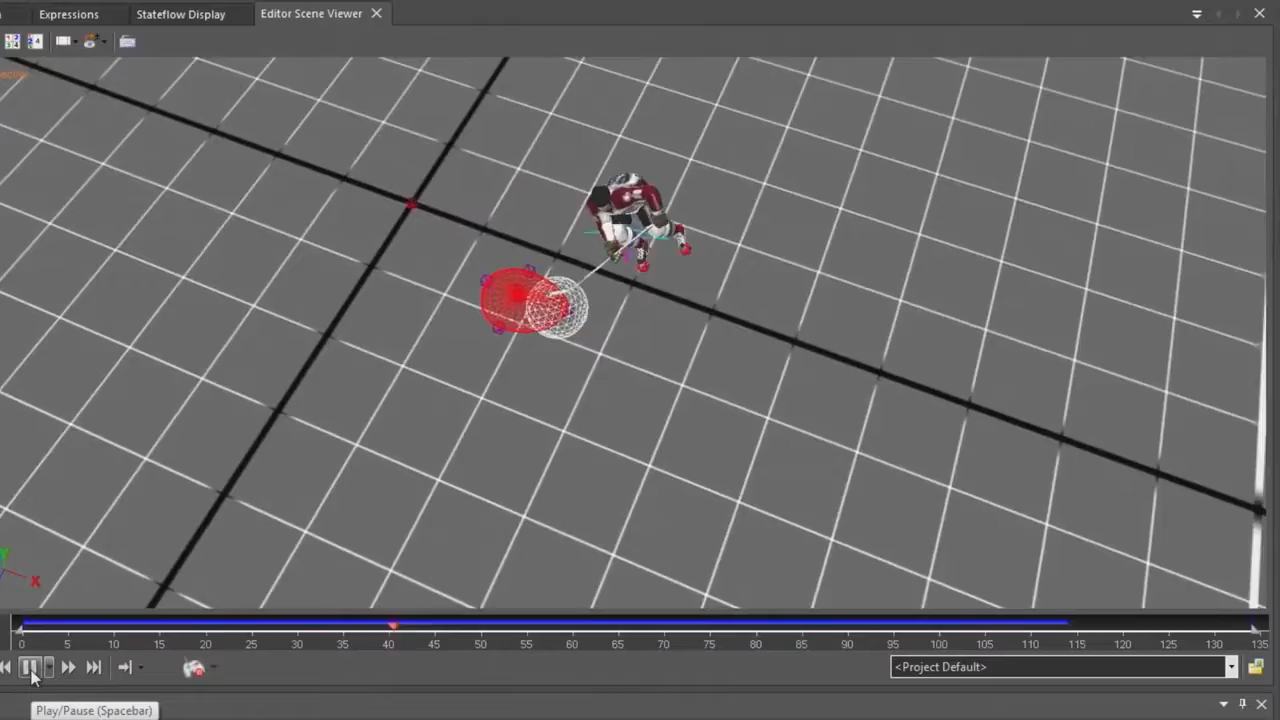 Expressions
Stateflow Display
Editor Scene Viewer
Y
X
0 5 10 15 20 25 30 35 40 45 50 55 60 65 70 75 80 85 90 95 100 105 110 115 120 125 130 135
<Project Default>
Play/Pause (Spacebar)